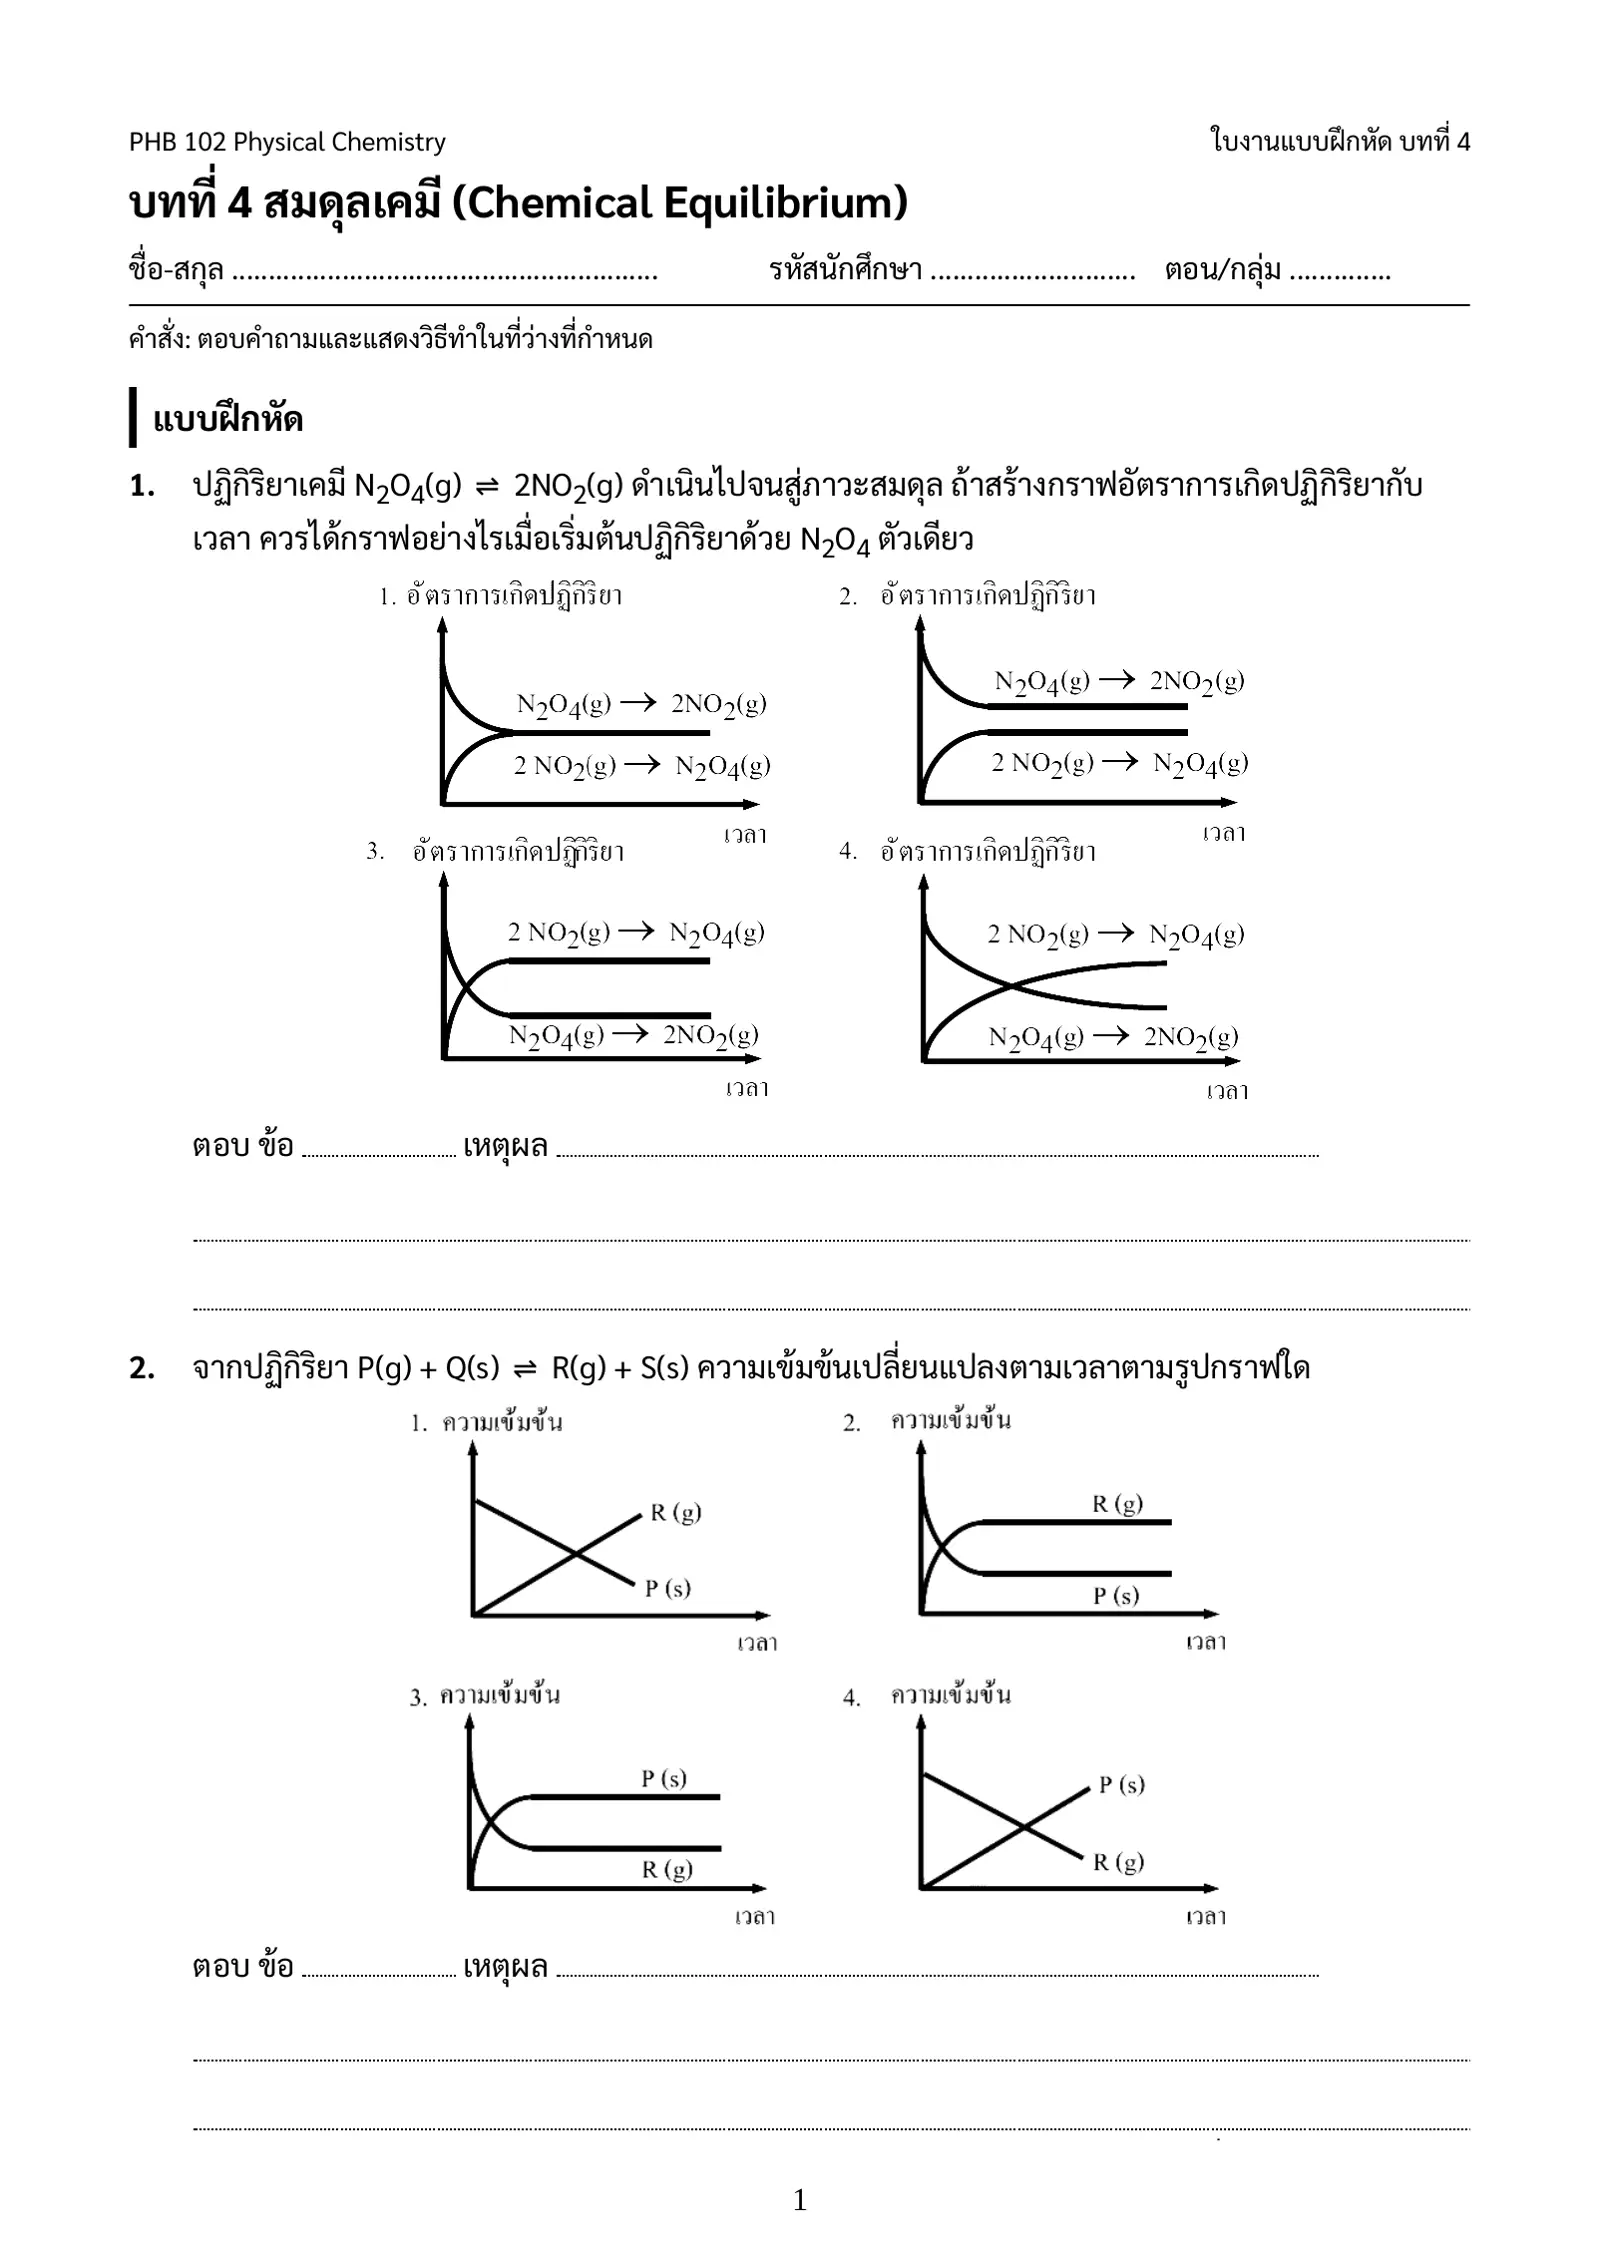 PHB 102 Physical Chemistry
ใบงานแบบฝึกหัด บทที่ 4
บทที่ 4 สมดุลเคมี (Chemical Equilibrium)
ชื่อ-สกุล .......................................................... รหัสนักศึกษา ............................ ตอน/กลุ่ม ..............
คำสั่ง: ตอบคำถามและแสดงวิธีทำในที่ว่างที่กำหนด
แบบฝึกหัด
1. ปฏิกิริยาเคมี N₂O₄(g) ⇌ 2NO₂(g) ดำเนินไปจนสู่ภาวะสมดุล ถ้าสร้างกราฟอัตราการเกิดปฏิกิริยากับ
เวลา ควรได้กราฟอย่างไรเมื่อเริ่มต้นปฏิกิริยาด้วย N₂O₄ ตัวเดียว
1. อัตราการเกิดปฏิกิริยา
N₂O₄(g) → 2NO₂(g)
2 NO₂(g) → N₂O₄(g)
เวลา
2. อัตราการเกิดปฏิกิริยา
N₂O₄(g) → 2NO₂(g)
2 NO₂(g) → N₂O₄(g)
เวลา
3. อัตราการเกิดปฏิกิริยา
2 NO₂(g) → N₂O₄(g)
N₂O₄(g) → 2NO₂(g)
เวลา
4. อัตราการเกิดปฏิกิริยา
2 NO₂(g) → N₂O₄(g)
N₂O₄(g) → 2NO₂(g)
เวลา
ตอบ ข้อ .................... เหตุผล ....................
2. จากปฏิกิริยา P(g) + Q(s) ⇌ R(g) + S(s) ความเข้มข้นเปลี่ยนแปลงตามเวลาตามรูปกราฟใด
1. ความเข้มข้น
R (g)
P (s)
เวลา
2. ความเข้มข้น
R (g)
P (s)
เวลา
3. ความเข้มข้น
P (s)
R (g)
เวลา
4. ความเข้มข้น
P (s)
R (g)
เวลา
ตอบ ข้อ .................... เหตุผล ....................
1